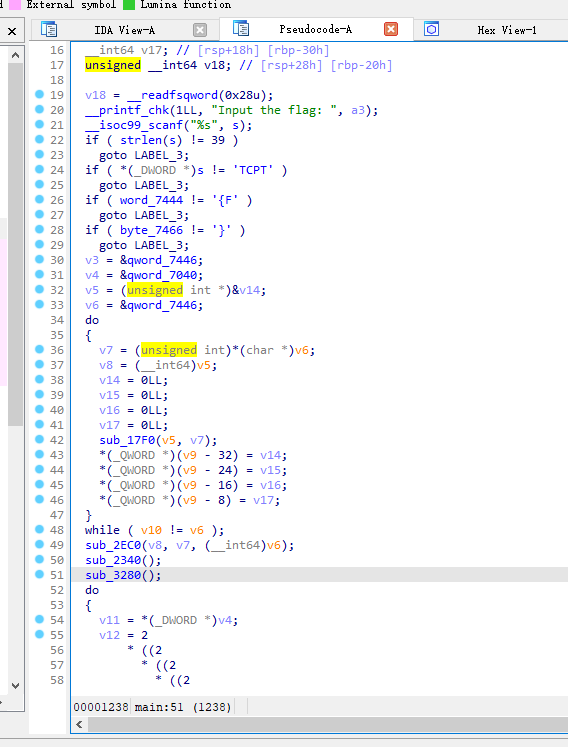 External symbol Lumina function
IDA View-A Pseudocode-A Hex View-1
16 __int64 v17; // [rsp+18h] [rbp-30h]
17 unsigned __int64 v18; // [rsp+28h] [rbp-20h]
18
19 v18 = __readfsqword(0x28u);
20 __printf_chk(1LL, "Input the flag: ", a3);
21 __isoc99_scanf("%s", s);
22 if ( strlen(s) != 39 )
23 goto LABEL_3;
24 if ( *(_DWORD *)s != 'TCPT' )
25 goto LABEL_3;
26 if ( word_7444 != '{F' )
27 goto LABEL_3;
28 if ( byte_7466 != '}' )
29 goto LABEL_3;
30 v3 = &qword_7446;
31 v4 = &qword_7040;
32 v5 = (unsigned int *)&v14;
33 v6 = &qword_7446;
34 do
35 {
36 v7 = (unsigned int)*(char *)v6;
37 v8 = (__int64)v5;
38 v14 = 0LL;
39 v15 = 0LL;
40 v16 = 0LL;
41 v17 = 0LL;
42 sub_17F0(v5, v7);
43 *(_QWORD *)(v9 - 32) = v14;
44 *(_QWORD *)(v9 - 24) = v15;
45 *(_QWORD *)(v9 - 16) = v16;
46 *(_QWORD *)(v9 - 8) = v17;
47 }
48 while ( v10 != v6 );
49 sub_2EC0(v8, v7, (__int64)v6);
50 sub_2340();
51 sub_3280();
52 do
53 {
54 v11 = *(_DWORD *)v4;
55 v12 = 2
56 * ((2
57 * ((2
58 * ((2
00001238 main:51 (1238)